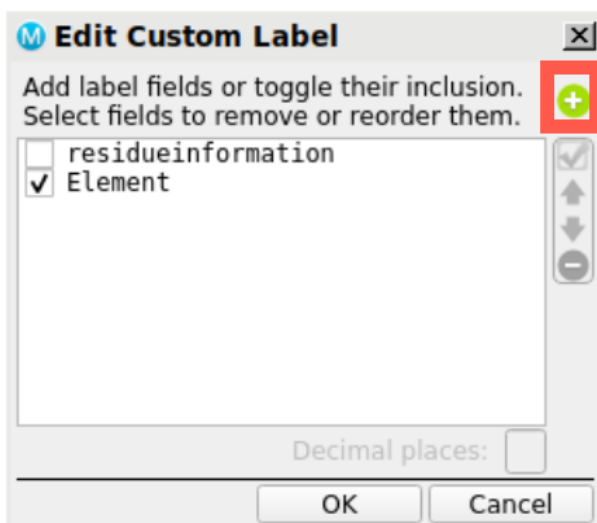 M Edit Custom Label
Add label fields or toggle their inclusion.
Select fields to remove or reorder them.
residueinformation
Element
Decimal places:
OK Cancel